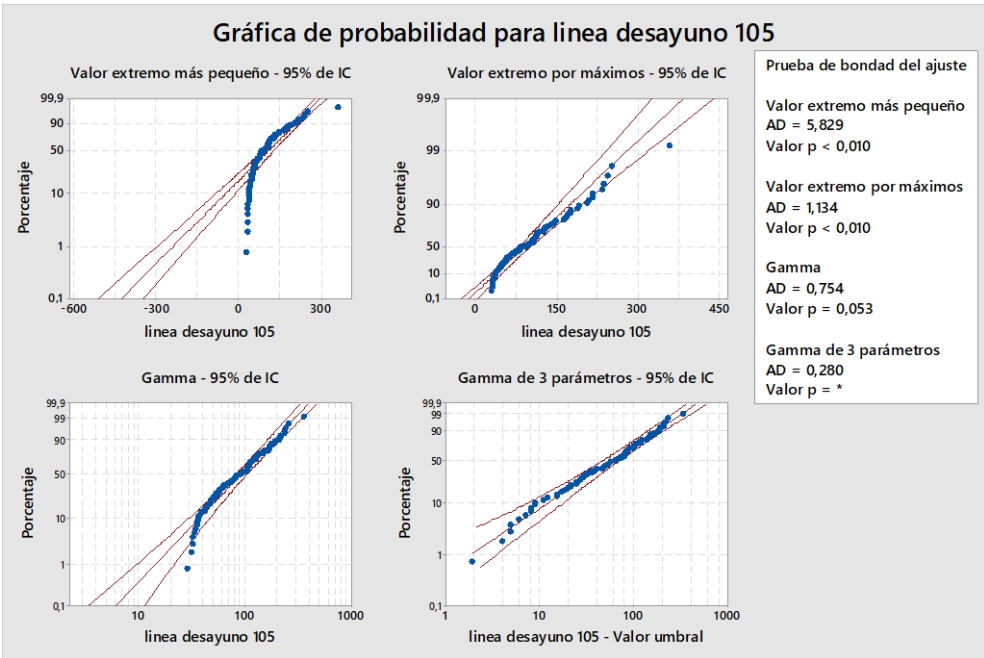 Gráfica de probabilidad para linea desayuno 105
Valor extremo más pequeño - 95% de IC
99,9
90
50
10
1
0,1
Porcentaje
-600
-300
0
300
linea desayuno 105
Valor extremo por máximos - 95% de IC
99,9
99
90
50
10
0,1
Porcentaje
0
150
300
450
linea desayuno 105
Gamma - 95% de IC
99,9
99
90
50
10
1
0,1
Porcentaje
10
100
1000
linea desayuno 105
Gamma de 3 parámetros - 95% de IC
99,9
99
90
50
10
1
0,1
Porcentaje
1
10
100
1000
linea desayuno 105 - Valor umbral
Prueba de bondad del ajuste
Valor extremo más pequeño
AD = 5,829
Valor p < 0,010
Valor extremo por máximos
AD = 1,134
Valor p < 0,010
Gamma
AD = 0,754
Valor p = 0,053
Gamma de 3 parámetros
AD = 0,280
Valor p = *